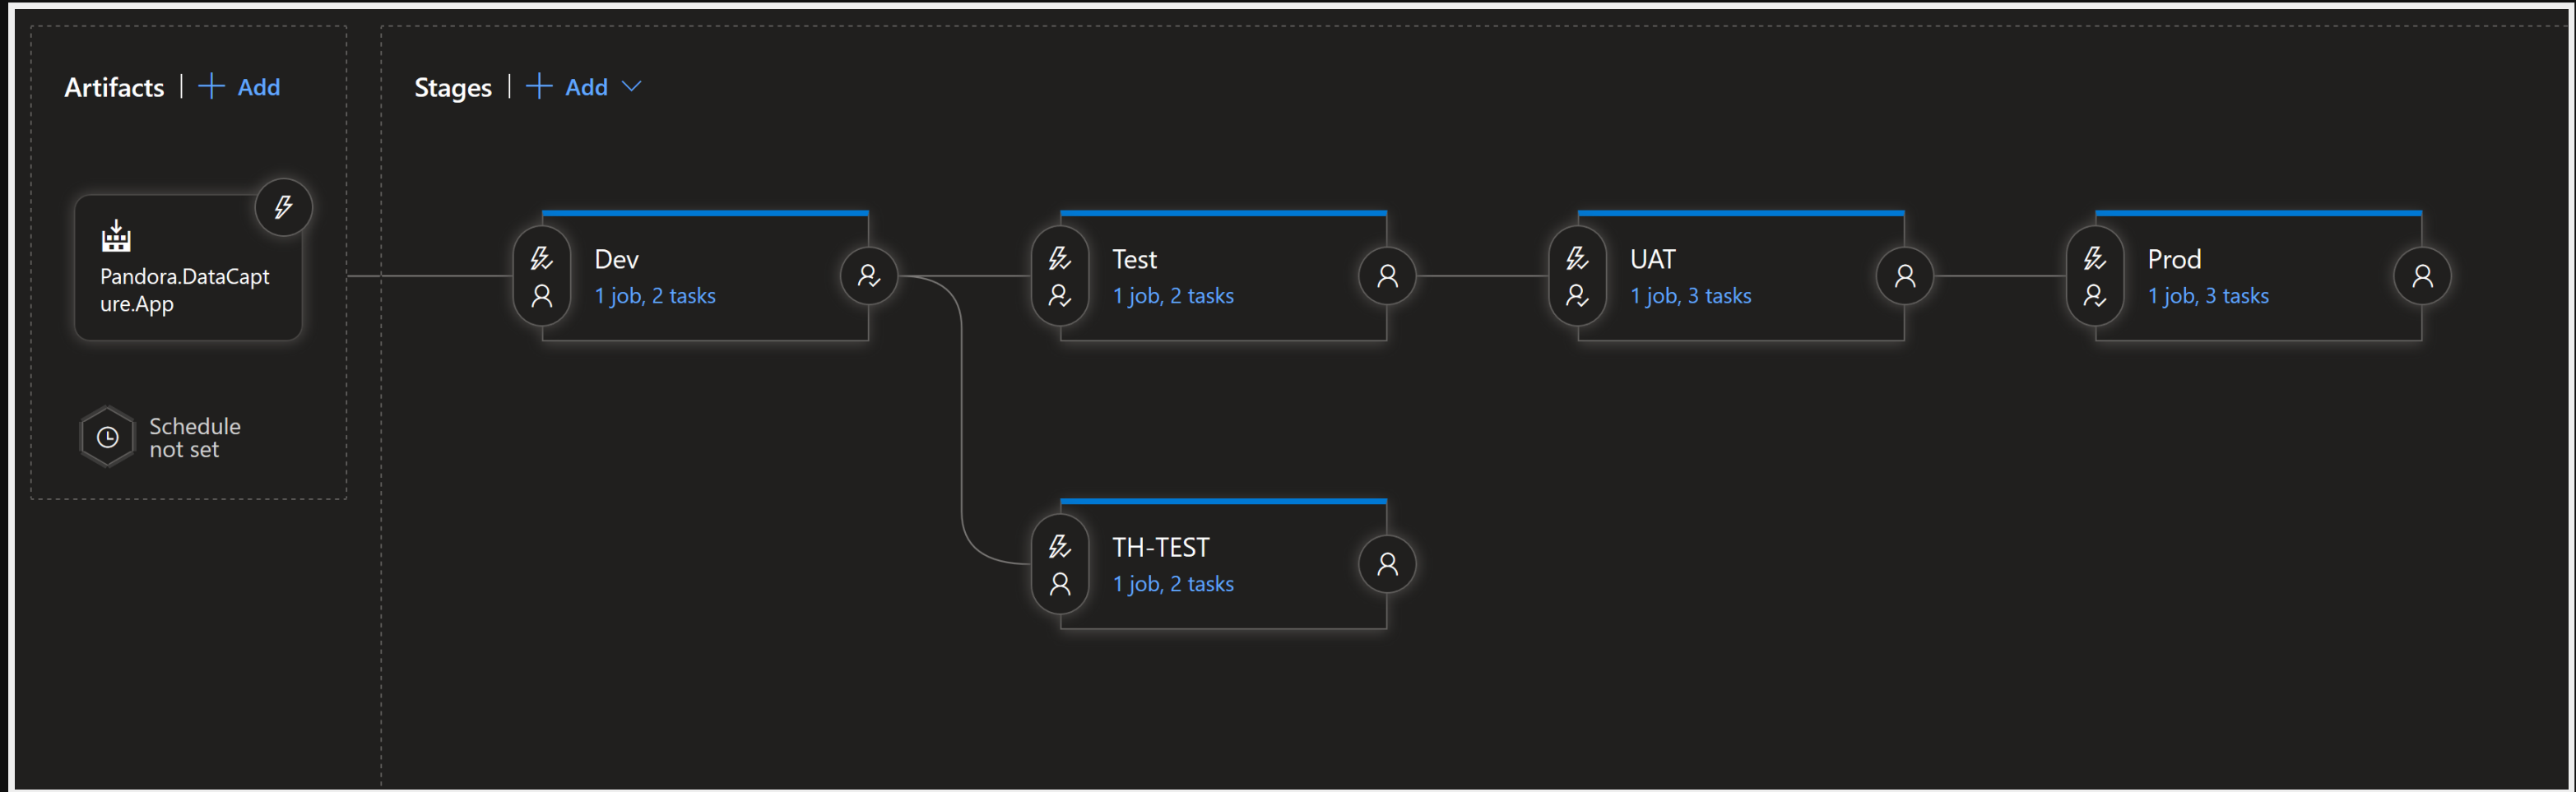 Artifacts | + Add
Stages | + Add
Pandora.DataCapt
ure.App
Schedule
not set
Dev
1 job, 2 tasks
Test
1 job, 2 tasks
UAT
1 job, 3 tasks
Prod
1 job, 3 tasks
TH-TEST
1 job, 2 tasks